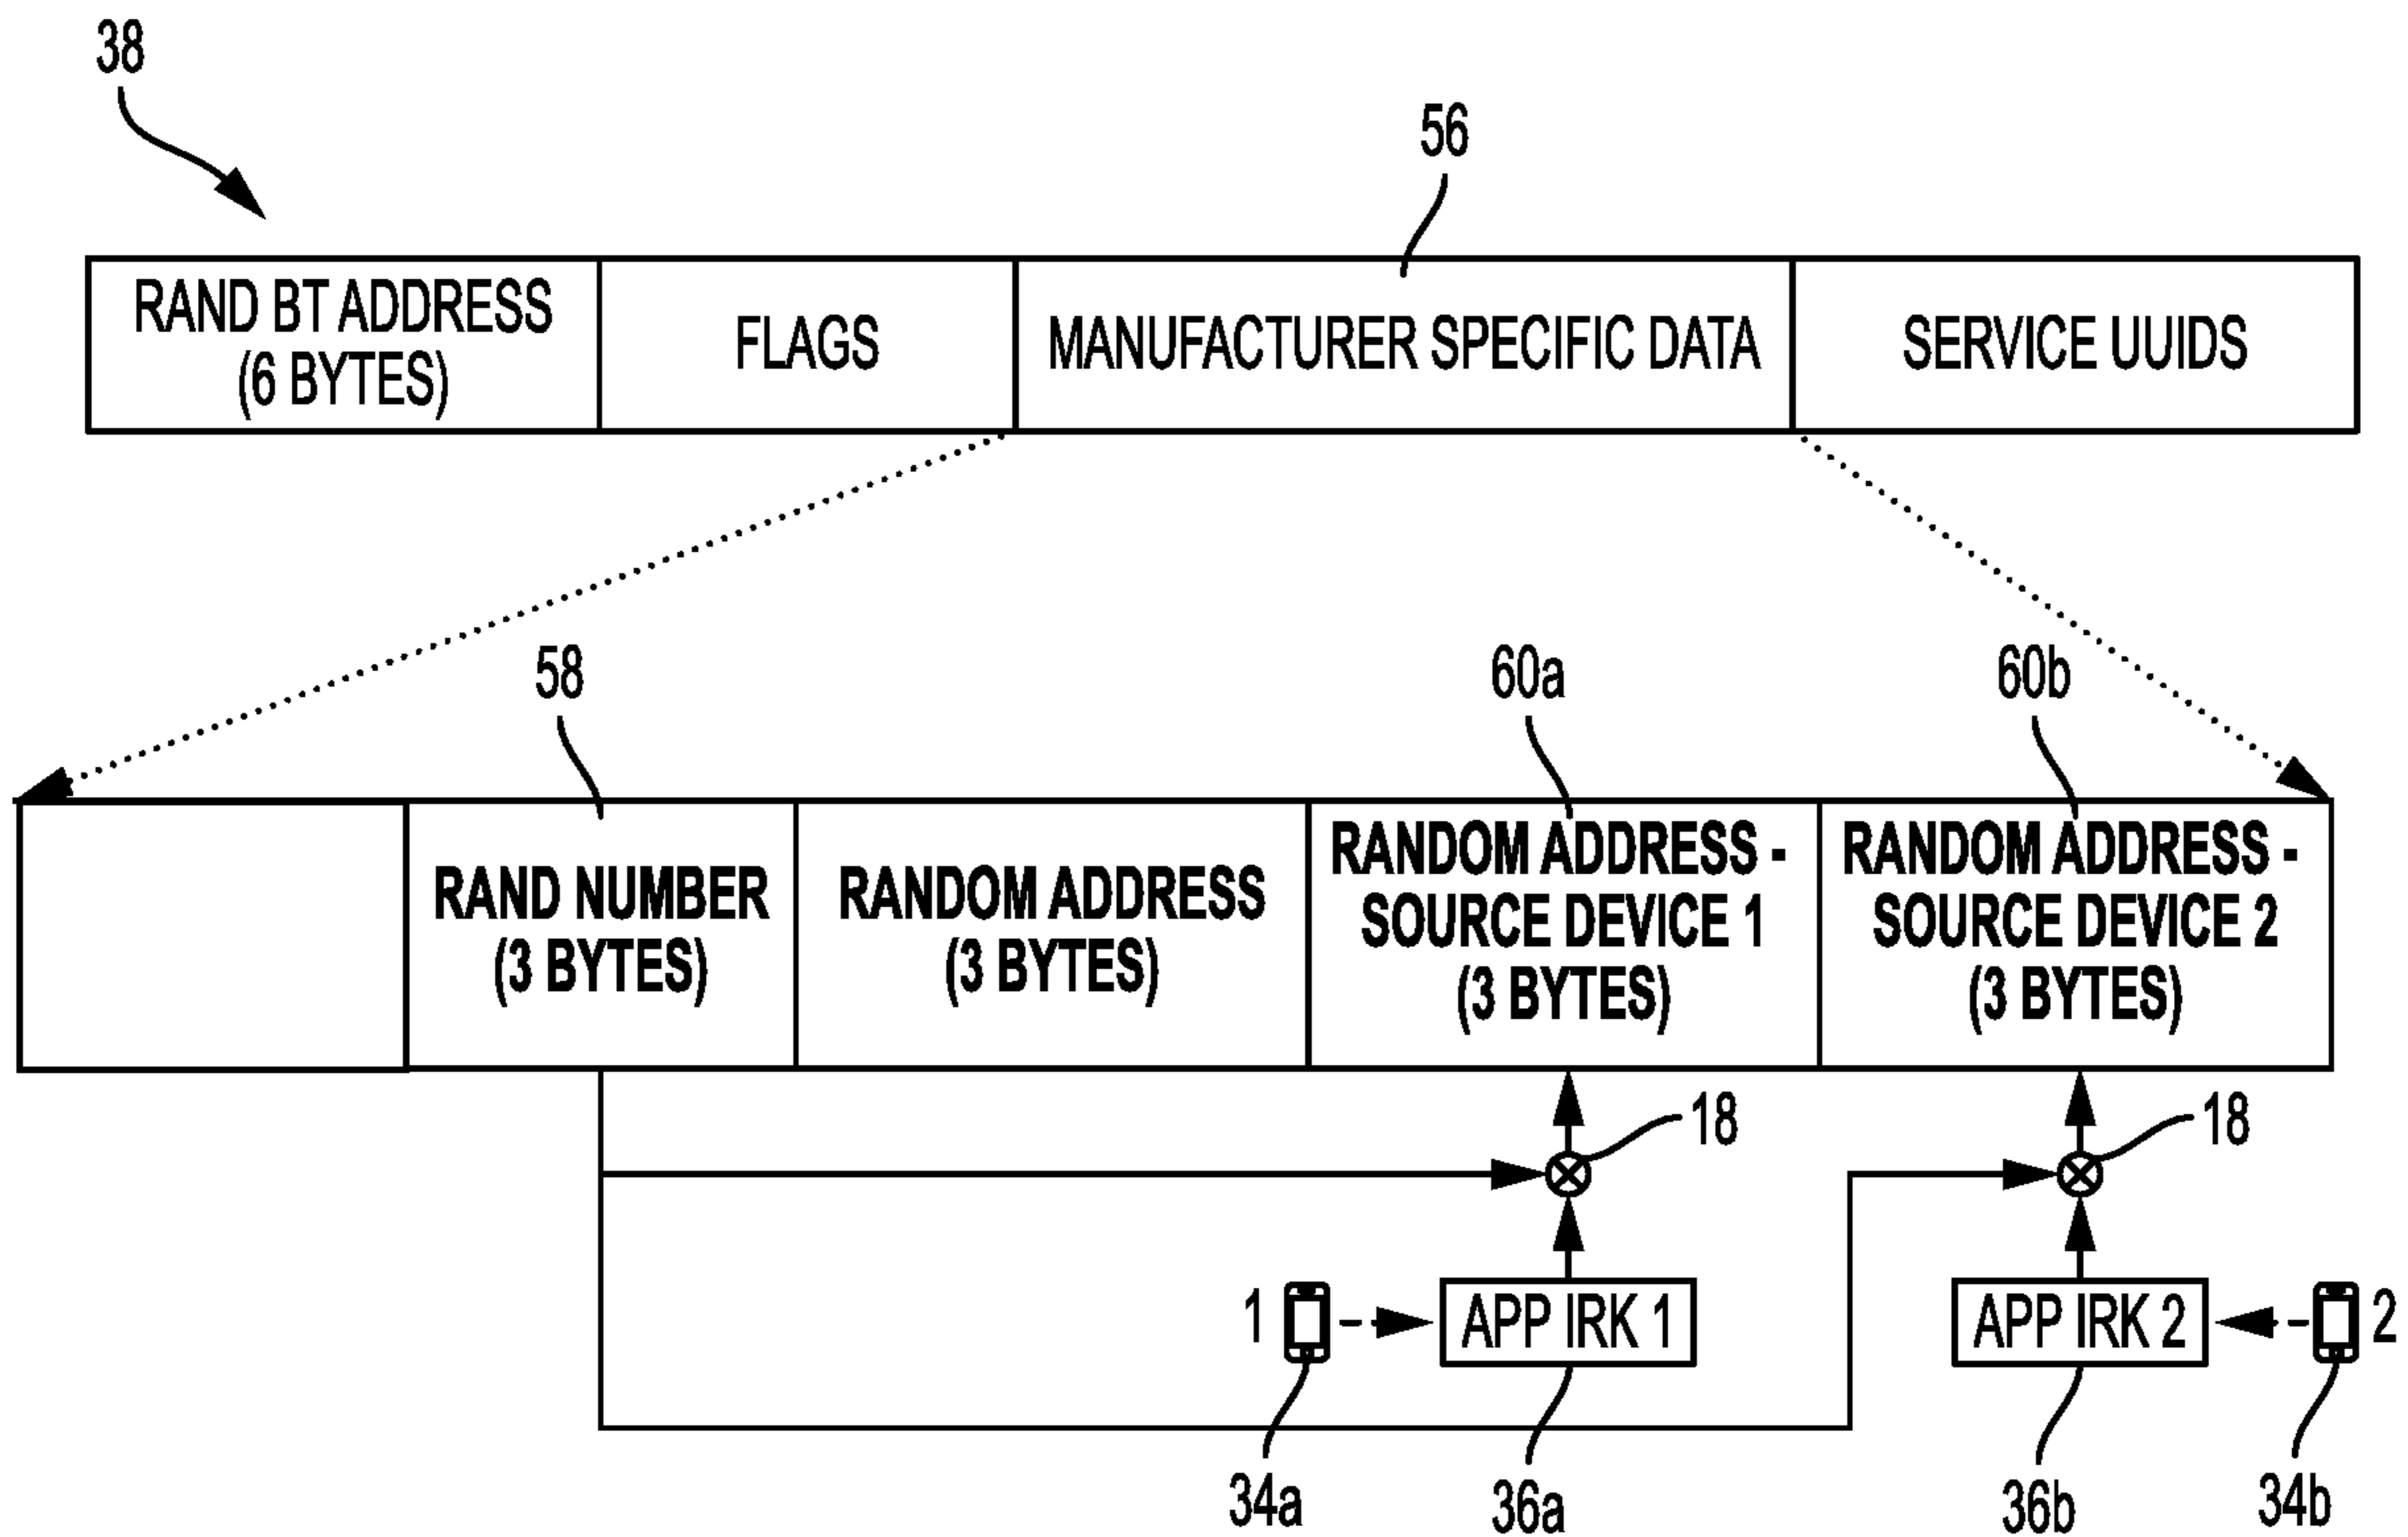 38
56
RAND BT ADDRESS
(6 BYTES)
FLAGS
MANUFACTURER SPECIFIC DATA
SERVICE UUIDS
58
60a
60b
RAND NUMBER
(3 BYTES)
RANDOM ADDRESS
(3 BYTES)
RANDOM ADDRESS -
SOURCE DEVICE 1
(3 BYTES)
RANDOM ADDRESS -
SOURCE DEVICE 2
(3 BYTES)
18
18
1
APP IRK 1
APP IRK 2
2
34a
36a
36b
34b